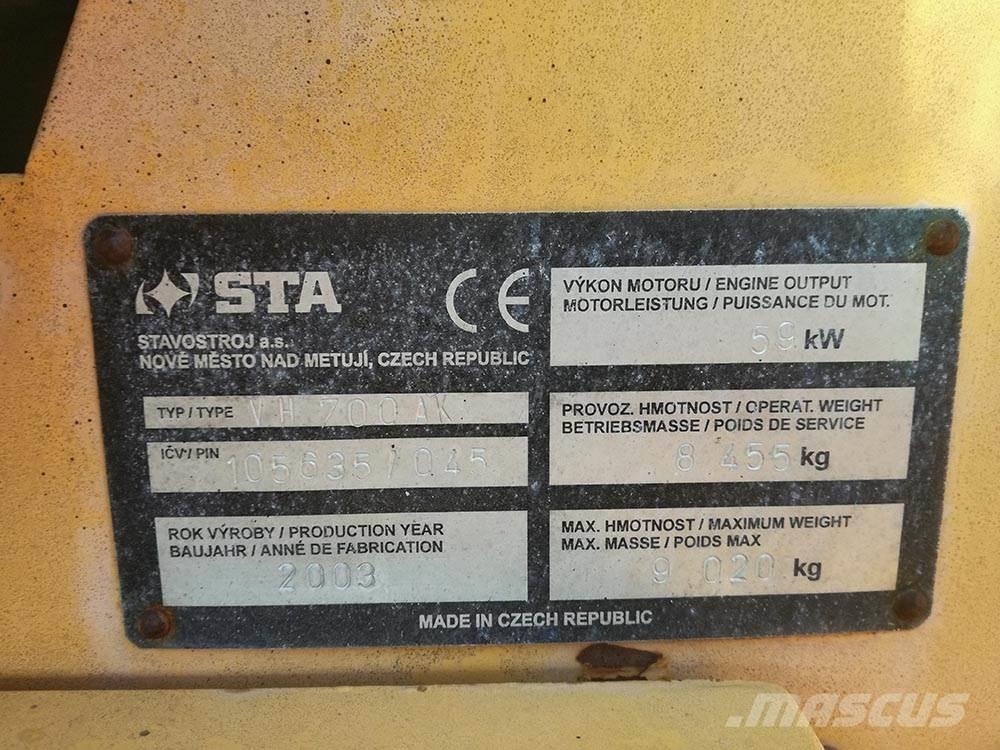 STA
STAVOSTROJ a.s.
NOVÉ MĚSTO NAD METUJÍ, CZECH REPUBLIC
TYP / TYPE VH 700AK
IČV / PIN 105635/045
ROK VÝROBY / PRODUCTION YEAR
BAUJAHR / ANNÉ DE FABRICATION
2003
CE
VÝKON MOTORU / ENGINE OUTPUT
MOTORLEISTUNG / PUISSANCE DU MOT.
59 kW
PROVOZ. HMOTNOST / OPERAT. WEIGHT
BETRIEBSMASSE / POIDS DE SERVICE
8 455 kg
MAX. HMOTNOST / MAXIMUM WEIGHT
MAX. MASSE / POIDS MAX
9 020 kg
MADE IN CZECH REPUBLIC
mascus